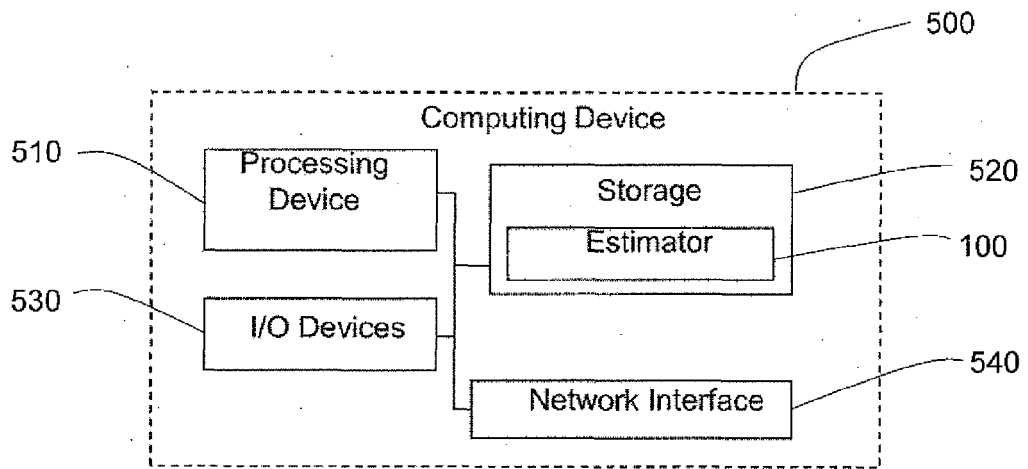 500
Computing Device
510
Processing
Device
520
Storage
Estimator
100
530
I/O Devices
540
Network Interface